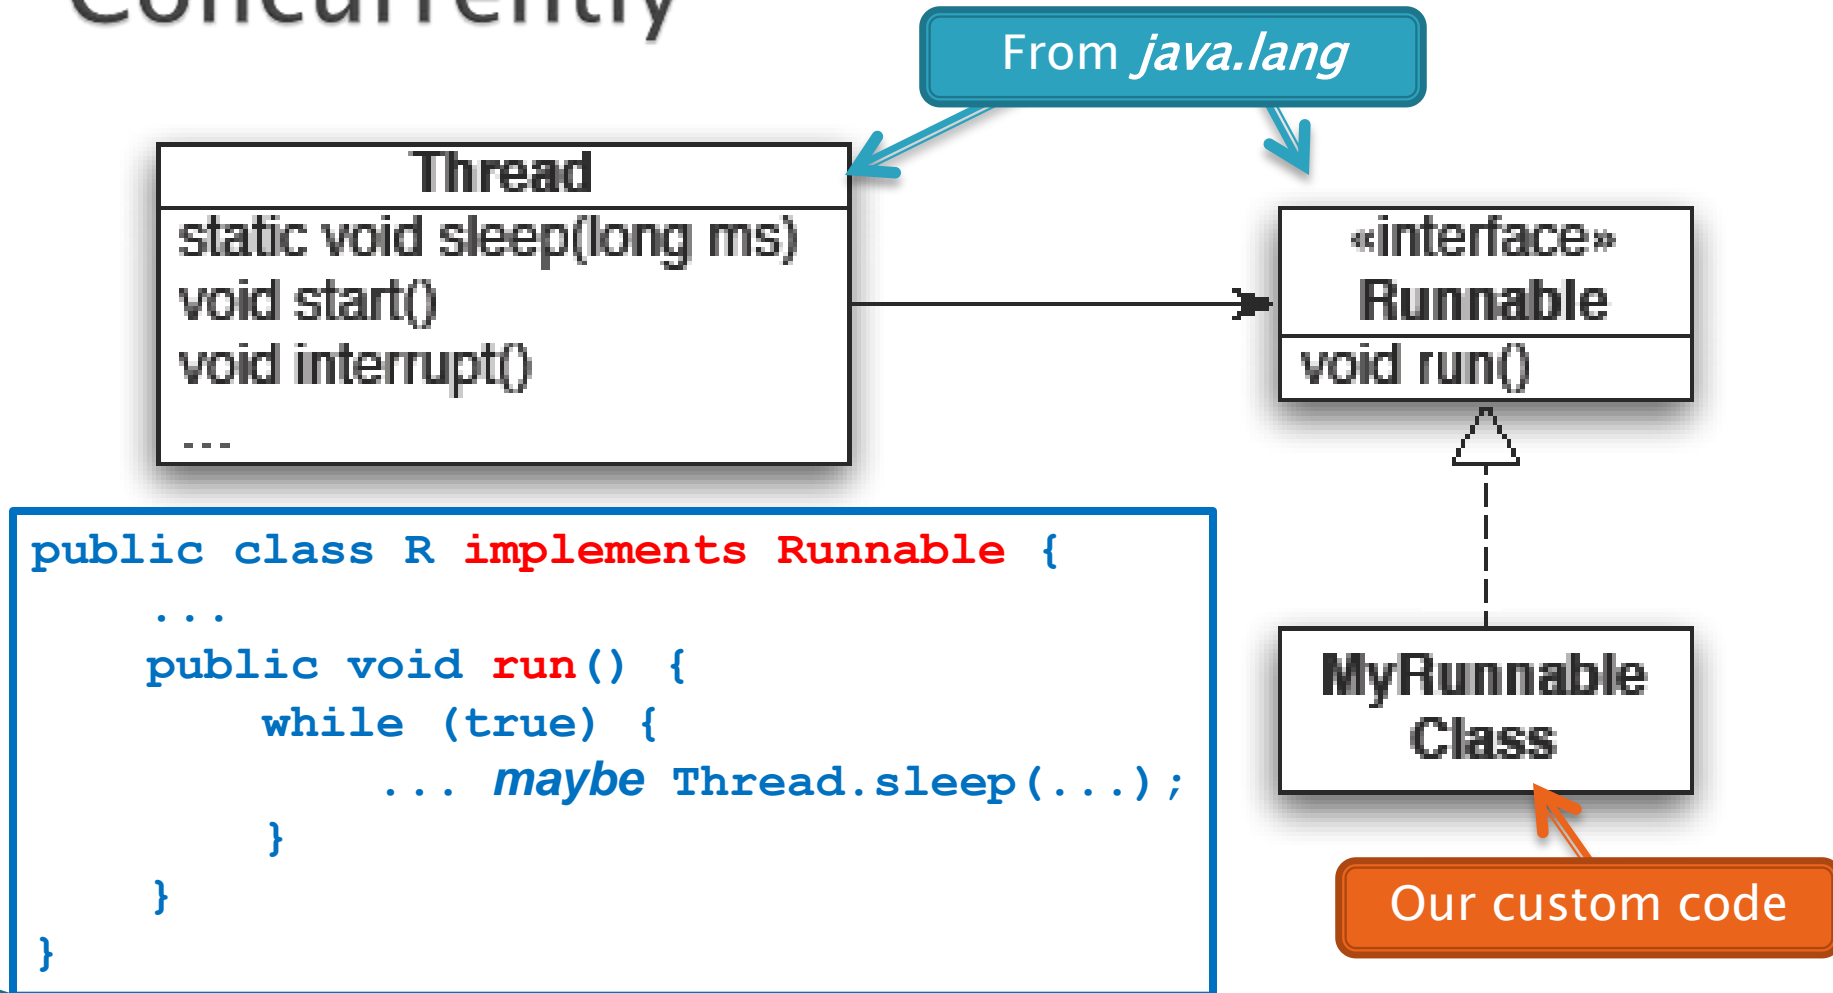 Concurrently
From java.lang
Thread
static void sleep(long ms)
void start()
void interrupt()
...
«interface»
Runnable
void run()
public class R implements Runnable {
...
public void run() {
while (true) {
... maybe Thread.sleep(...);
}
}
}
MyRunnable
Class
Our custom code